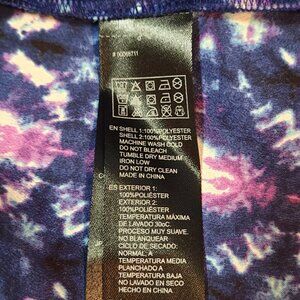 EN SHELL 1:100%POLYESTER
SHELL 2:100%POLYESTER
MACHINE WASH COLD
DO NOT BLEACH
TUMBLE DRY MEDIUM
IRON LOW
DO NOT DRY CLEAN
MADE IN CHINA
ES EXTERIOR 1:
100%POLIÉSTER
EXTERIOR 2:
100%POLIÉSTER
TEMPERATURA MÁXIMA
DE LAVADO 30oC
PROCESO MUY SUAVE.
NO BLANQUEAR
CICLO DE SECADO:
NORMAL: A
TEMPERATURA MEDIA
PLANCHADO A
TEMPERATURA BAJA
NO LAVADO EN SECO
HECHO EN CHINA